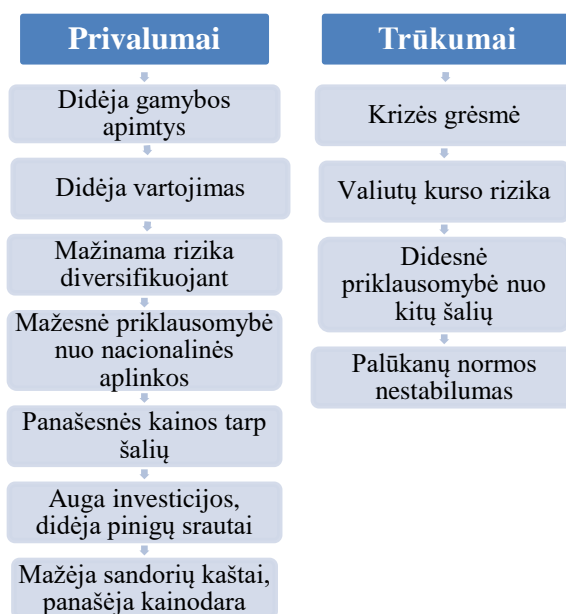 Privalumai
Didėja gamybos
apimtys
Didėja vartojimas
Mažinama rizika
diversifikuojant
Mažesnė priklausomybė
nuo nacionalinės
aplinkos
Panašesnės kainos tarp
šalių
Auga investicijos,
didėja pinigų srautai
Mažėja sandorių kaštai,
panašėja kainodara
Trūkumai
Krizės grėsmė
Valiutų kurso rizika
Didesnė
priklausomybė nuo
kitų šalių
Palūkanų normos
nestabilumas